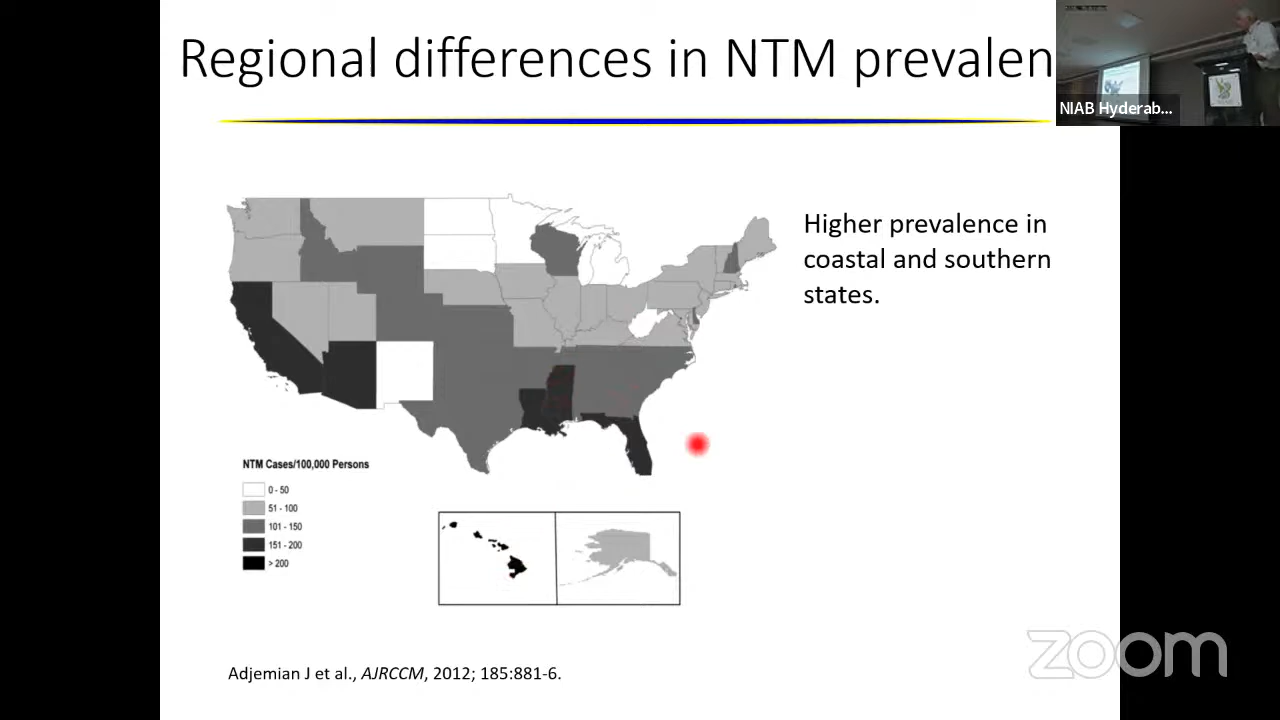 Regional differences in NTM prevalen
NIAB Hyderab...
Higher prevalence in
coastal and southern
states.
NTM Cases/100,000 Persons
0 - 50
51 - 100
101 - 150
151 - 200
> 200
Adjemian J et al., AJRCCM, 2012; 185:881-6.
zoom